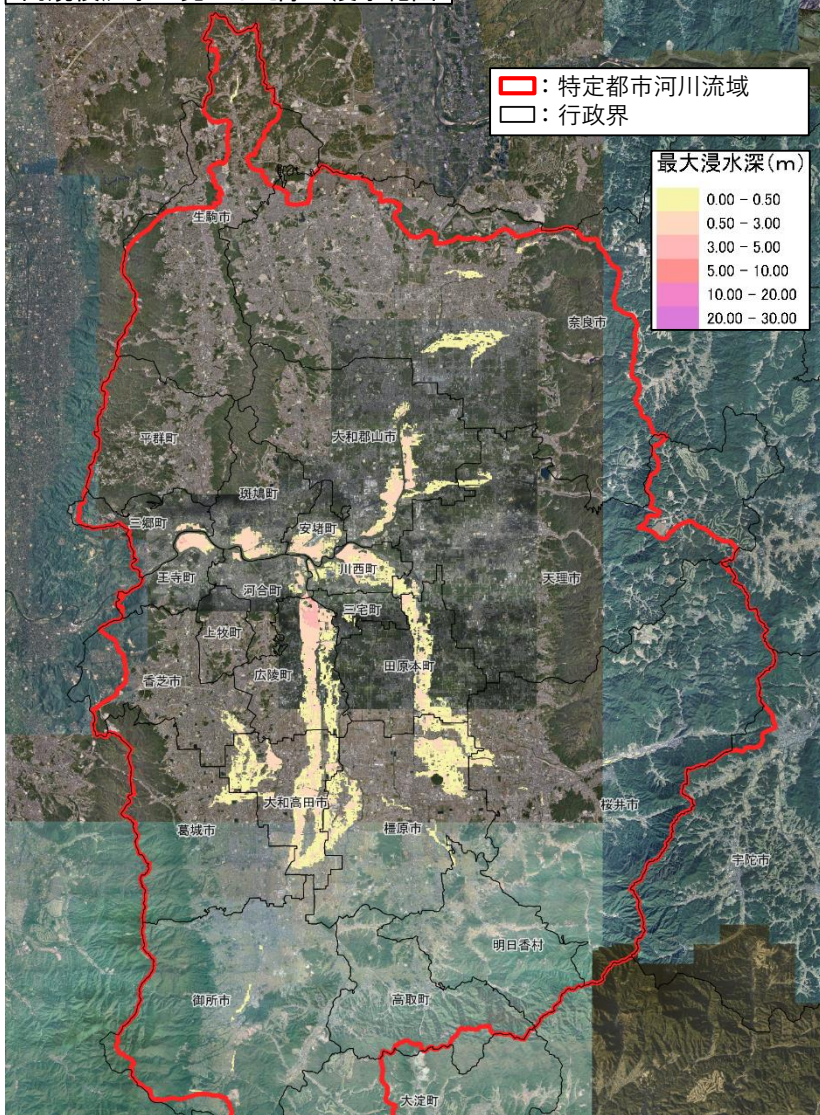 ：特定都市河川流域
：行政界
最大浸水深(m)
0.00 - 0.50
0.50 - 3.00
3.00 - 5.00
5.00 - 10.00
10.00 - 20.00
20.00 - 30.00
生駒市
奈良市
大和郡山市
平群町
斑鳩町
三郷町
安堵町
川西町
天理市
王寺町
河合町
三宅町
上牧町
広陵町
田原本町
香芝市
大和高田市
桜井市
葛城市
橿原市
宇陀市
明日香村
御所市
高取町
大淀町